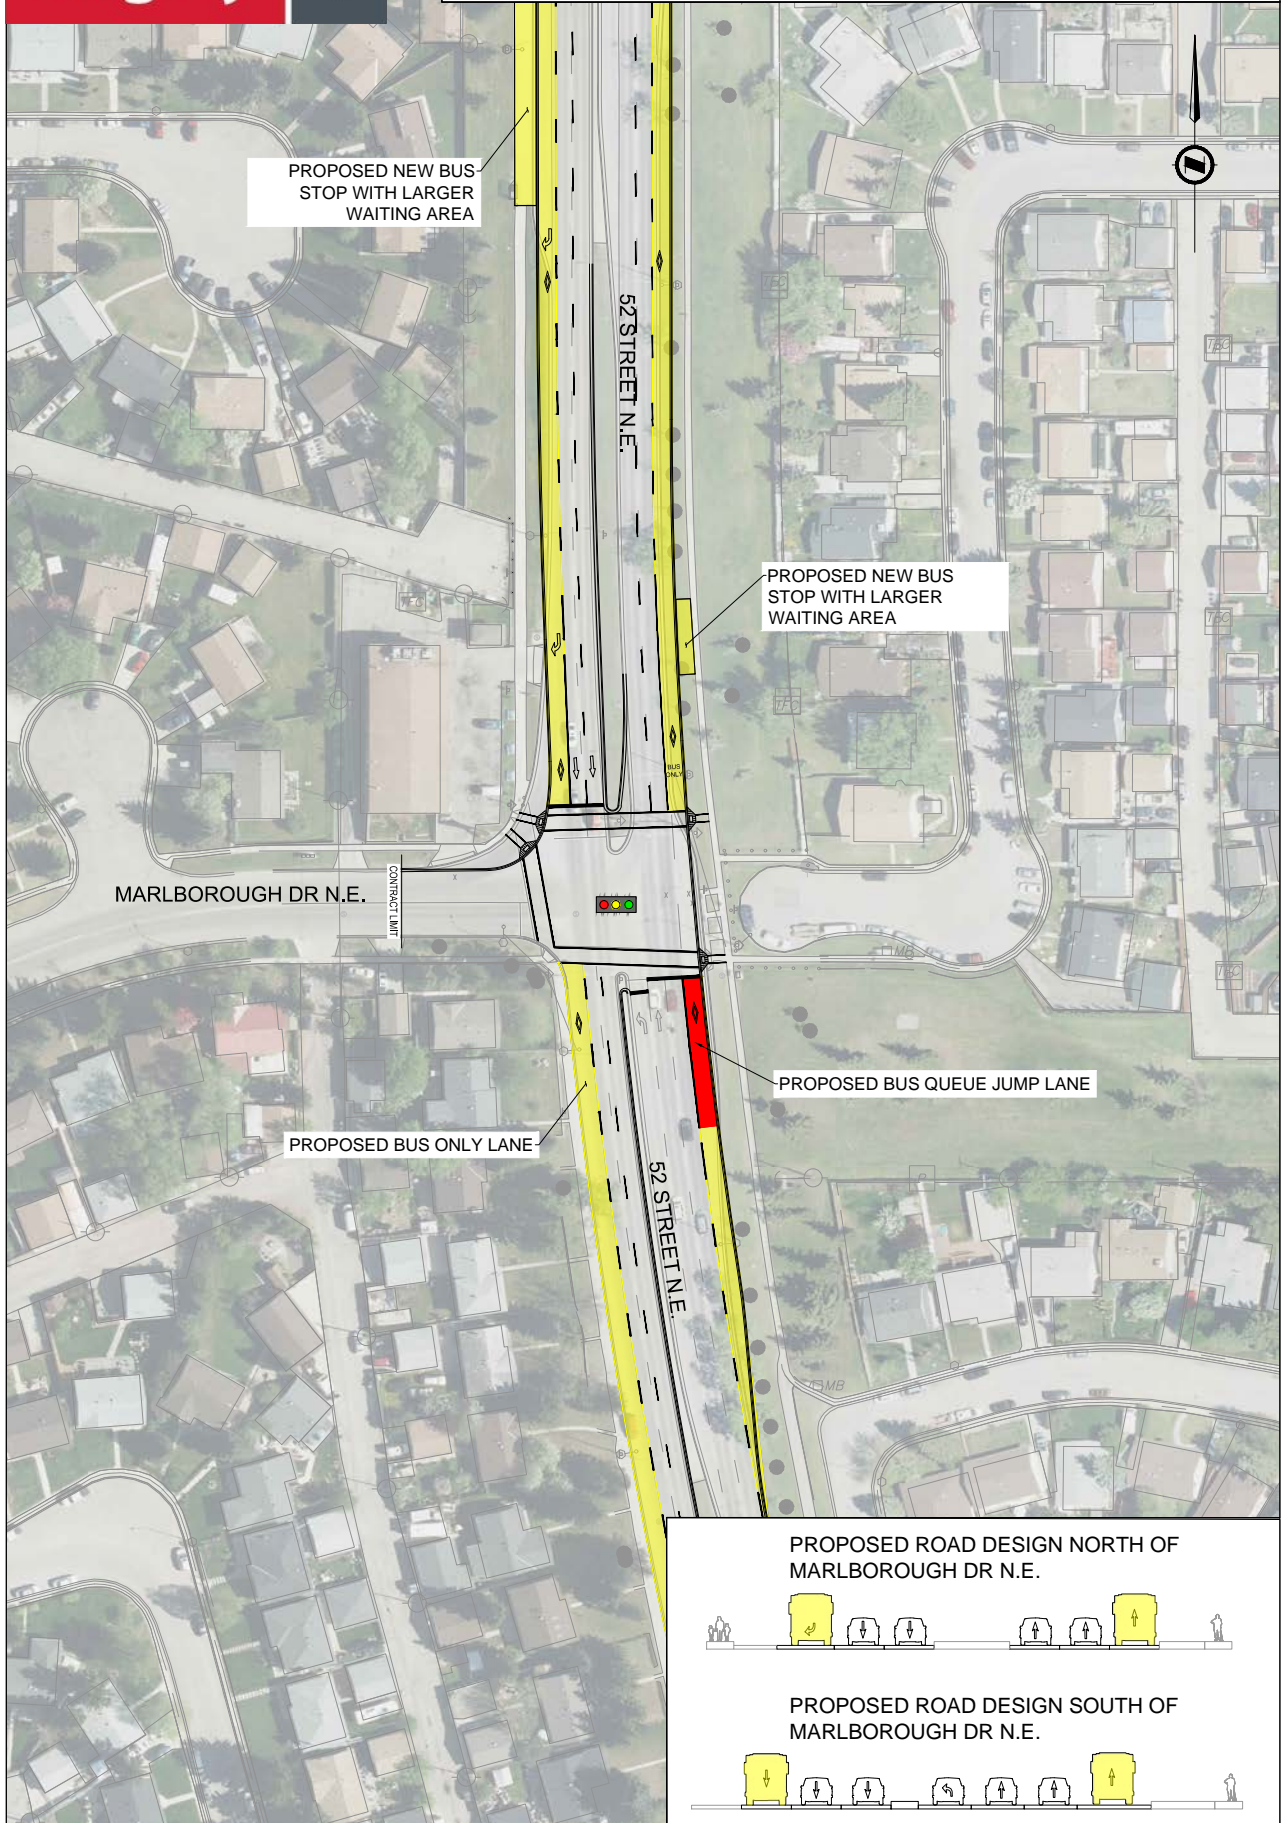 PROPOSED NEW BUS
STOP WITH LARGER
WAITING AREA
52 STREET N.E.
PROPOSED NEW BUS
STOP WITH LARGER
WAITING AREA
BUS
ONLY
CONTRACT LIMIT
MARLBOROUGH DR N.E.
MB
PROPOSED BUS QUEUE JUMP LANE
PROPOSED BUS ONLY LANE
52 STREET N.E.
MB
PROPOSED ROAD DESIGN NORTH OF
MARLBOROUGH DR N.E.
PROPOSED ROAD DESIGN SOUTH OF
MARLBOROUGH DR N.E.